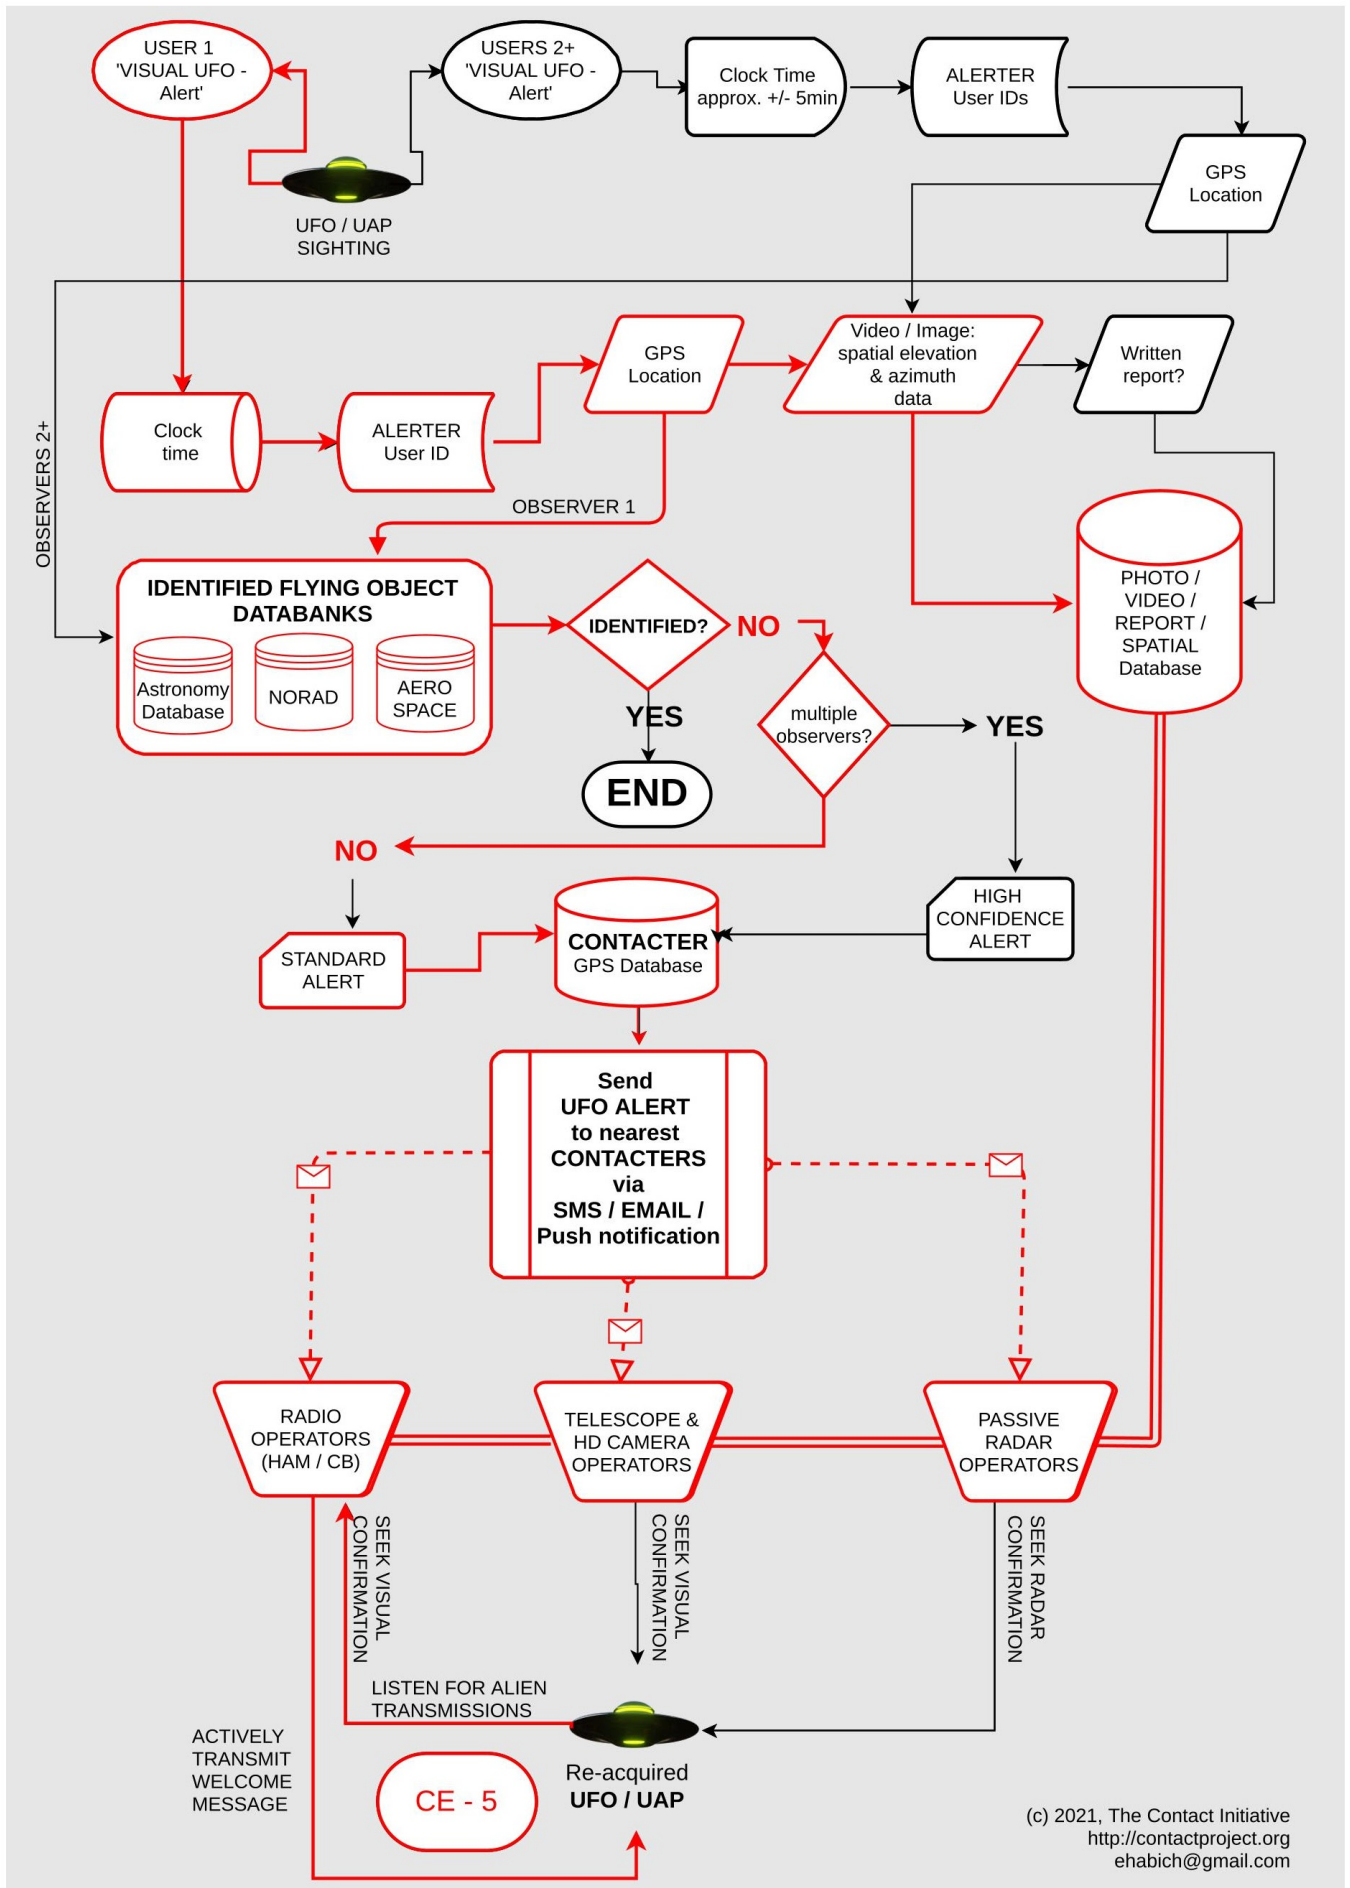 USER 1
'VISUAL UFO -
Alert'
USERS 2+
'VISUAL UFO -
Alert'
Clock Time
approx. +/- 5min
ALERTER
User IDs
GPS
Location
UFO / UAP
SIGHTING
OBSERVERS 2+
Clock
time
ALERTER
User ID
GPS
Location
Video / Image:
spatial elevation
& azimuth
data
Written
report?
OBSERVER 1
IDENTIFIED FLYING OBJECT
DATABANKS
Astronomy
Database
NORAD
AERO
SPACE
IDENTIFIED?
NO
YES
END
multiple
observers?
YES
PHOTO /
VIDEO /
REPORT /
SPATIAL
Database
NO
STANDARD
ALERT
CONTACTER
GPS Database
HIGH
CONFIDENCE
ALERT
Send
UFO ALERT
to nearest
CONTACTERS
via
SMS / EMAIL /
Push notification
RADIO
OPERATORS
(HAM / CB)
TELESCOPE &
HD CAMERA
OPERATORS
PASSIVE
RADAR
OPERATORS
SEEK VISUAL
CONFIRMATION
SEEK VISUAL
CONFIRMATION
SEEK RADAR
CONFIRMATION
LISTEN FOR ALIEN
TRANSMISSIONS
ACTIVELY
TRANSMIT
WELCOME
MESSAGE
CE - 5
Re-acquired
UFO / UAP
(c) 2021, The Contact Initiative
http://contactproject.org
ehabich@gmail.com